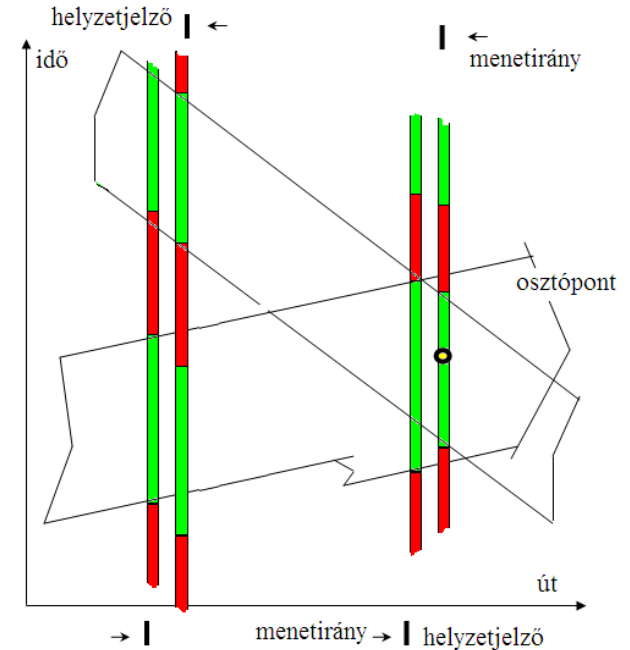 helyzetjelző
idő
menetirány
osztópont
út
menetirány
helyzetjelző